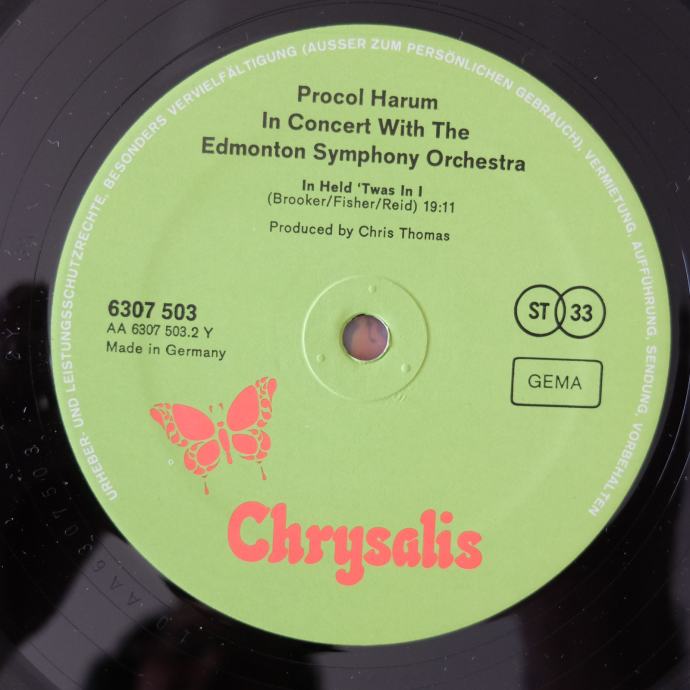 URHEBER- UND LEISTUNGSSCHUTZRECHTE, BESONDERS VERVIELFÄLTIGUNG (AUSSER ZUM PERSÖNLICHEN GEBRAUCH), VERMIETUNG, AUFFÜHRUNG, SENDUNG, VORBEHALTEN
Procol Harum
In Concert With The
Edmonton Symphony Orchestra
In Held 'Twas In I
(Brooker/Fisher/Reid) 19:11
Produced by Chris Thomas
6307 503
AA 6307 503.2 Y
Made in Germany
ST 33
GEMA
Chrysalis
AA 6307503